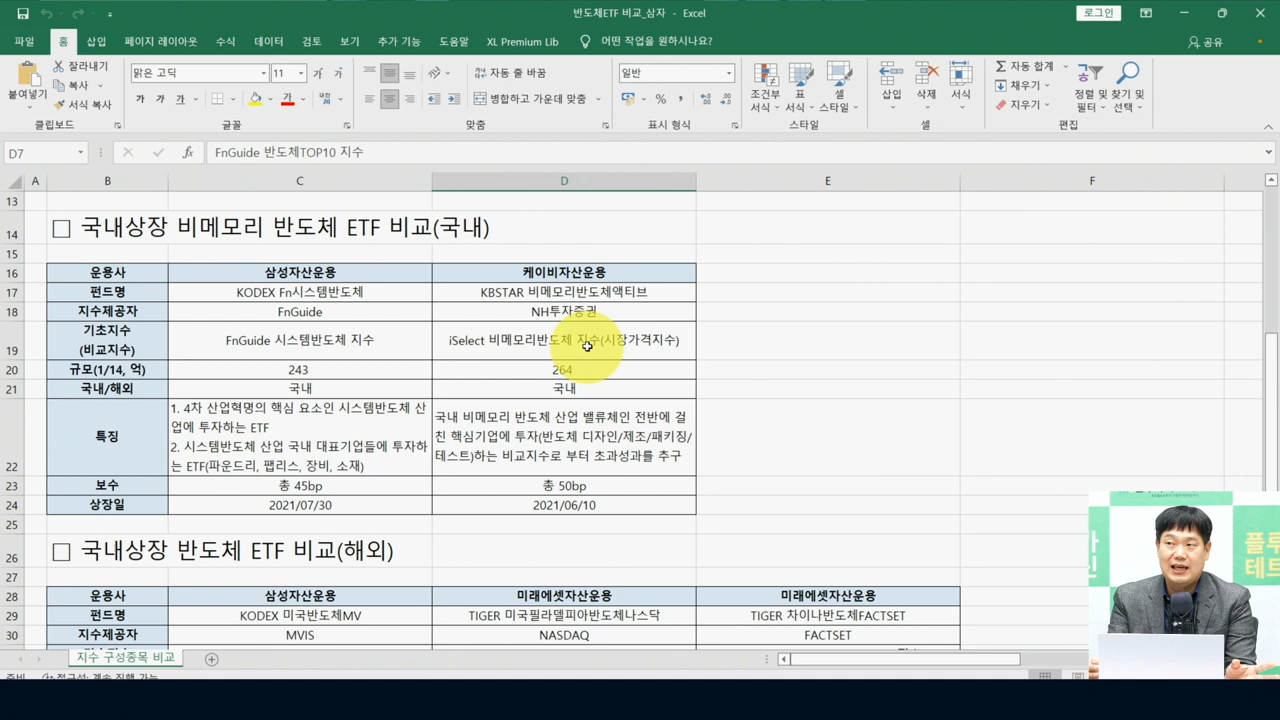 반도체ETF 비교_삼자 - Excel
로그인
파일 홈 삽입 페이지 레이아웃 수식 데이터 검토 보기 추가 기능 도움말 XL Premium Lib 어떤 작업을 원하시나요? 공유
붙여넣기
잘라내기
복사
서식 복사
클립보드
맑은 고딕 11
가 가 가
글꼴
자동 줄 바꿈
병합하고 가운데 맞춤
맞춤
일반
표시 형식
조건부 서식
표 서식
셀 스타일
스타일
삽입 삭제 서식
셀
자동 합계
채우기
지우기
정렬 및 필터
찾기 및 선택
편집
D7 fx FnGuide 반도체TOP10 지수
A B C D E F
13
14 □ 국내상장 비메모리 반도체 ETF 비교(국내)
15
16 운용사 삼성자산운용 케이비자산운용
17 펀드명 KODEX Fn시스템반도체 KBSTAR 비메모리반도체액티브
18 지수제공자 FnGuide NH투자증권
19 기초지수 (비교지수) FnGuide 시스템반도체 지수 iSelect 비메모리반도체 지수(시장가격지수)
20 규모(1/14, 억) 243 264
21 국내/해외 국내 국내
22 특징
1. 4차 산업혁명의 핵심 요소인 시스템반도체 산
업에 투자하는 ETF
2. 시스템반도체 산업 국내 대표기업들에 투자하
는 ETF(파운드리, 팹리스, 장비, 소재)
국내 비메모리 반도체 산업 밸류체인 전반에 걸
친 핵심기업에 투자(반도체 디자인/제조/패키징/
테스트)하는 비교지수로 부터 초과성과를 추구
23 보수 총 45bp 총 50bp
24 상장일 2021/07/30 2021/06/10
25
26 □ 국내상장 반도체 ETF 비교(해외)
27
28 운용사 삼성자산운용 미래에셋자산운용 미래에셋자산운용
29 펀드명 KODEX 미국반도체MV TIGER 미국필라델피아반도체나스닥 TIGER 차이나반도체FACTSET
30 지수제공자 MVIS NASDAQ FACTSET
지수 구성종목 비교
플루
테트